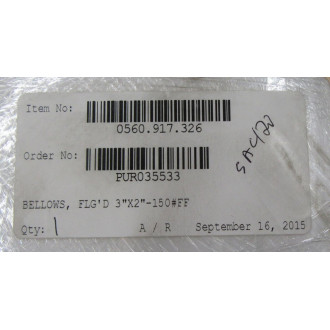 Item No:
0560.917.326
Order No:
PUR035533
BELLOWS, FLG'D 3"X2"-150#FF
Qty: 1 A / R September 16, 2015